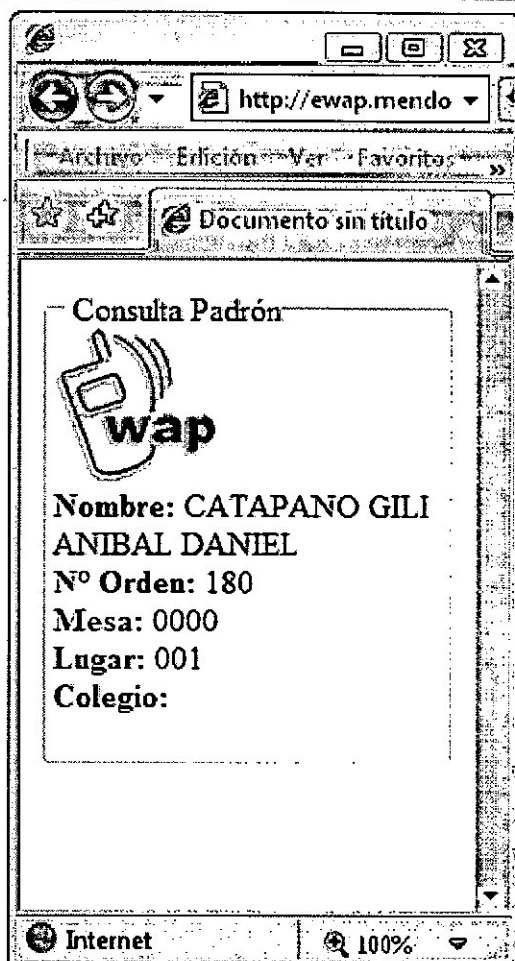 http://ewap.mendo
Archivo Edición Ver Favoritos »
Documento sin título
Consulta Padrón
wap
Nombre: CATAPANO GILI
ANIBAL DANIEL
Nº Orden: 180
Mesa: 0000
Lugar: 001
Colegio:
Internet 100%